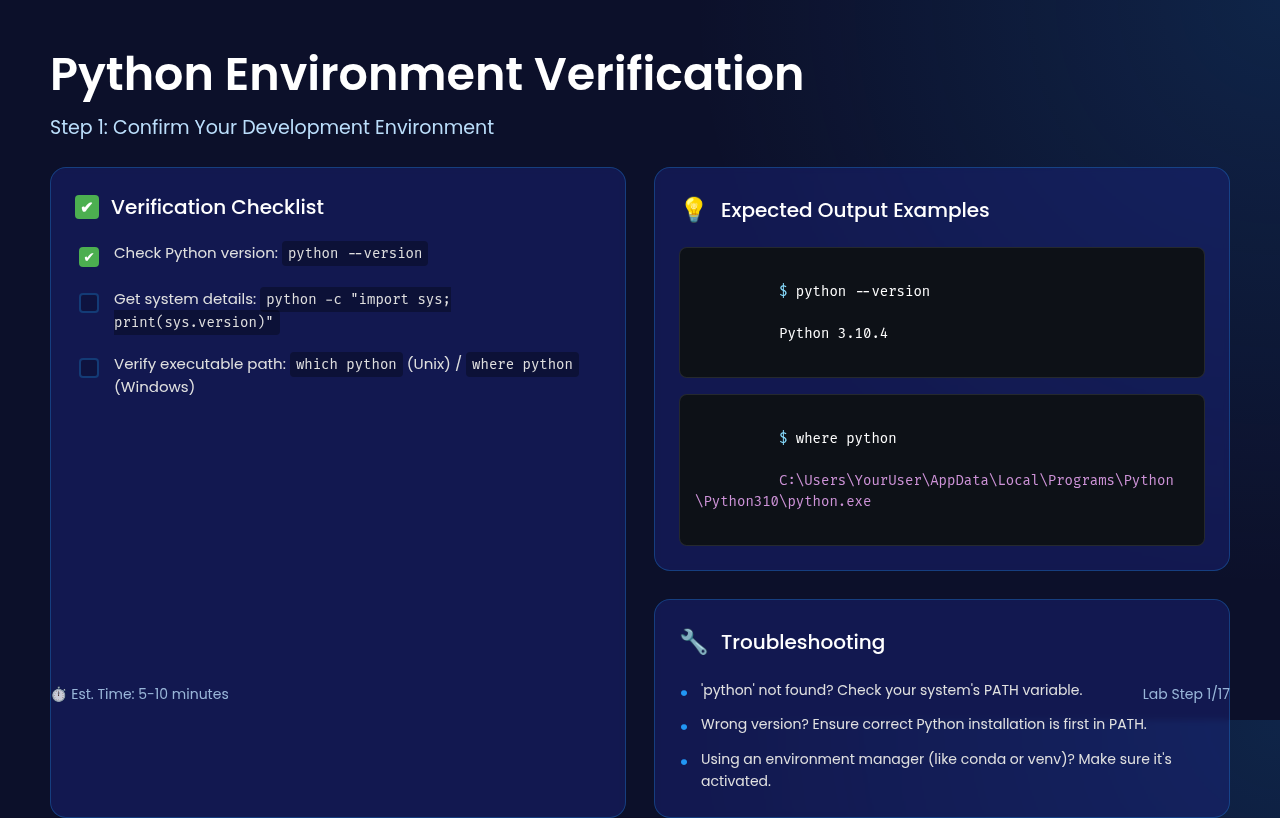 Python Environment Verification
Step 1: Confirm Your Development Environment
Verification Checklist
Check Python version: python --version
Get system details: python -c "import sys;
print(sys.version)"
Verify executable path: which python (Unix) / where python
(Windows)
Est. Time: 5-10 minutes
Expected Output Examples
$ python --version
Python 3.10.4
$ where python
C:\Users\YourUser\AppData\Local\Programs\Python
\Python310\python.exe
Troubleshooting
'python' not found? Check your system's PATH variable.
Lab Step 1/17
Wrong version? Ensure correct Python installation is first in PATH.
Using an environment manager (like conda or venv)? Make sure it's
activated.